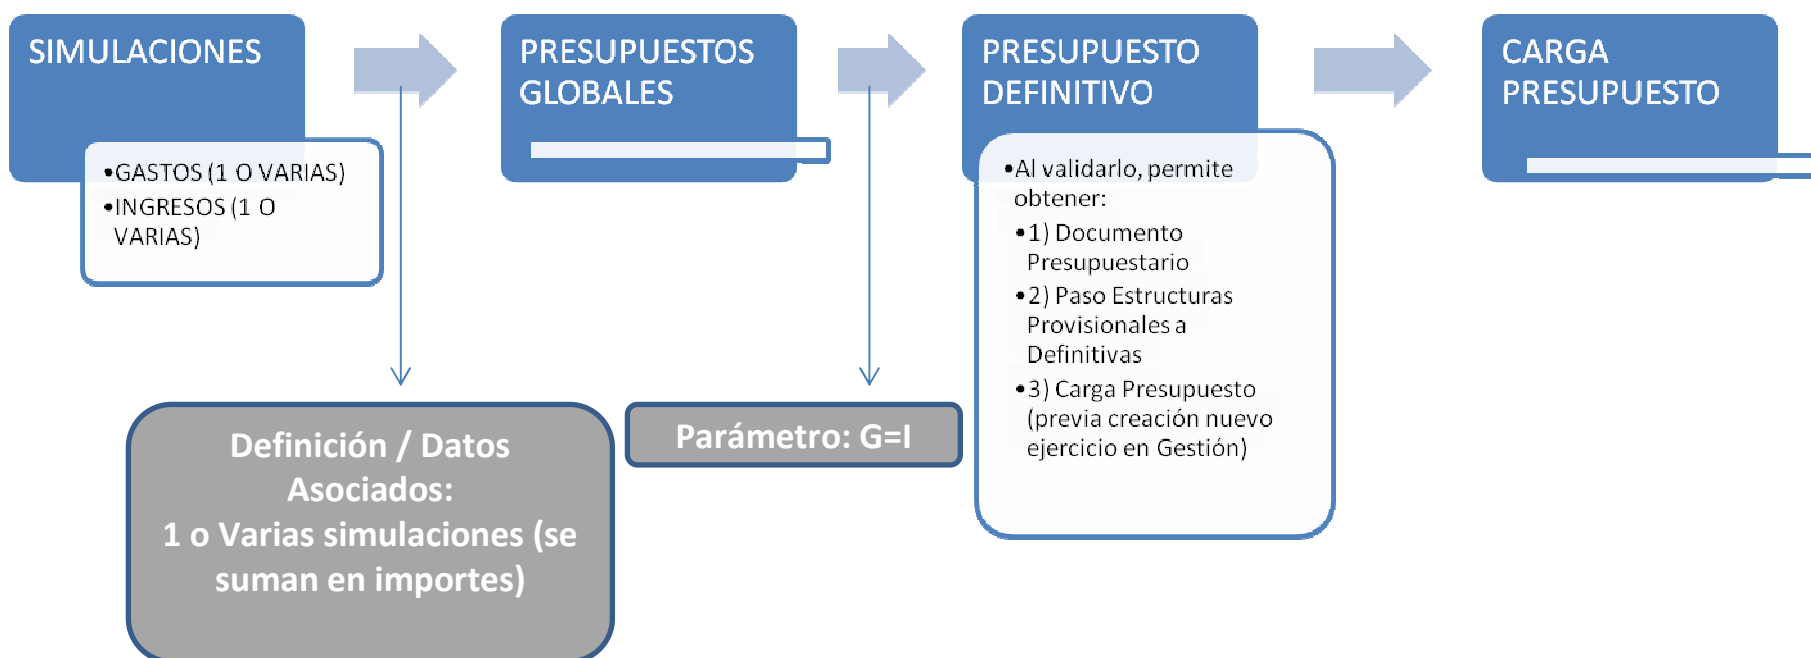 SIMULACIONES
•GASTOS (1 O VARIAS)
•INGRESOS (1 O
VARIAS)
PRESUPUESTOS
GLOBALES
PRESUPUESTO
DEFINITIVO
•Al validarlo, permite
obtener:
•1) Documento
Presupuestario
•2) Paso Estructuras
Provisionales a
Definitivas
•3) Carga Presupuesto
(previa creación nuevo
ejercicio en Gestión)
CARGA
PRESUPUESTO
Definición / Datos
Asociados:
1 o Varias simulaciones (se
suman en importes)
Parámetro: G=I